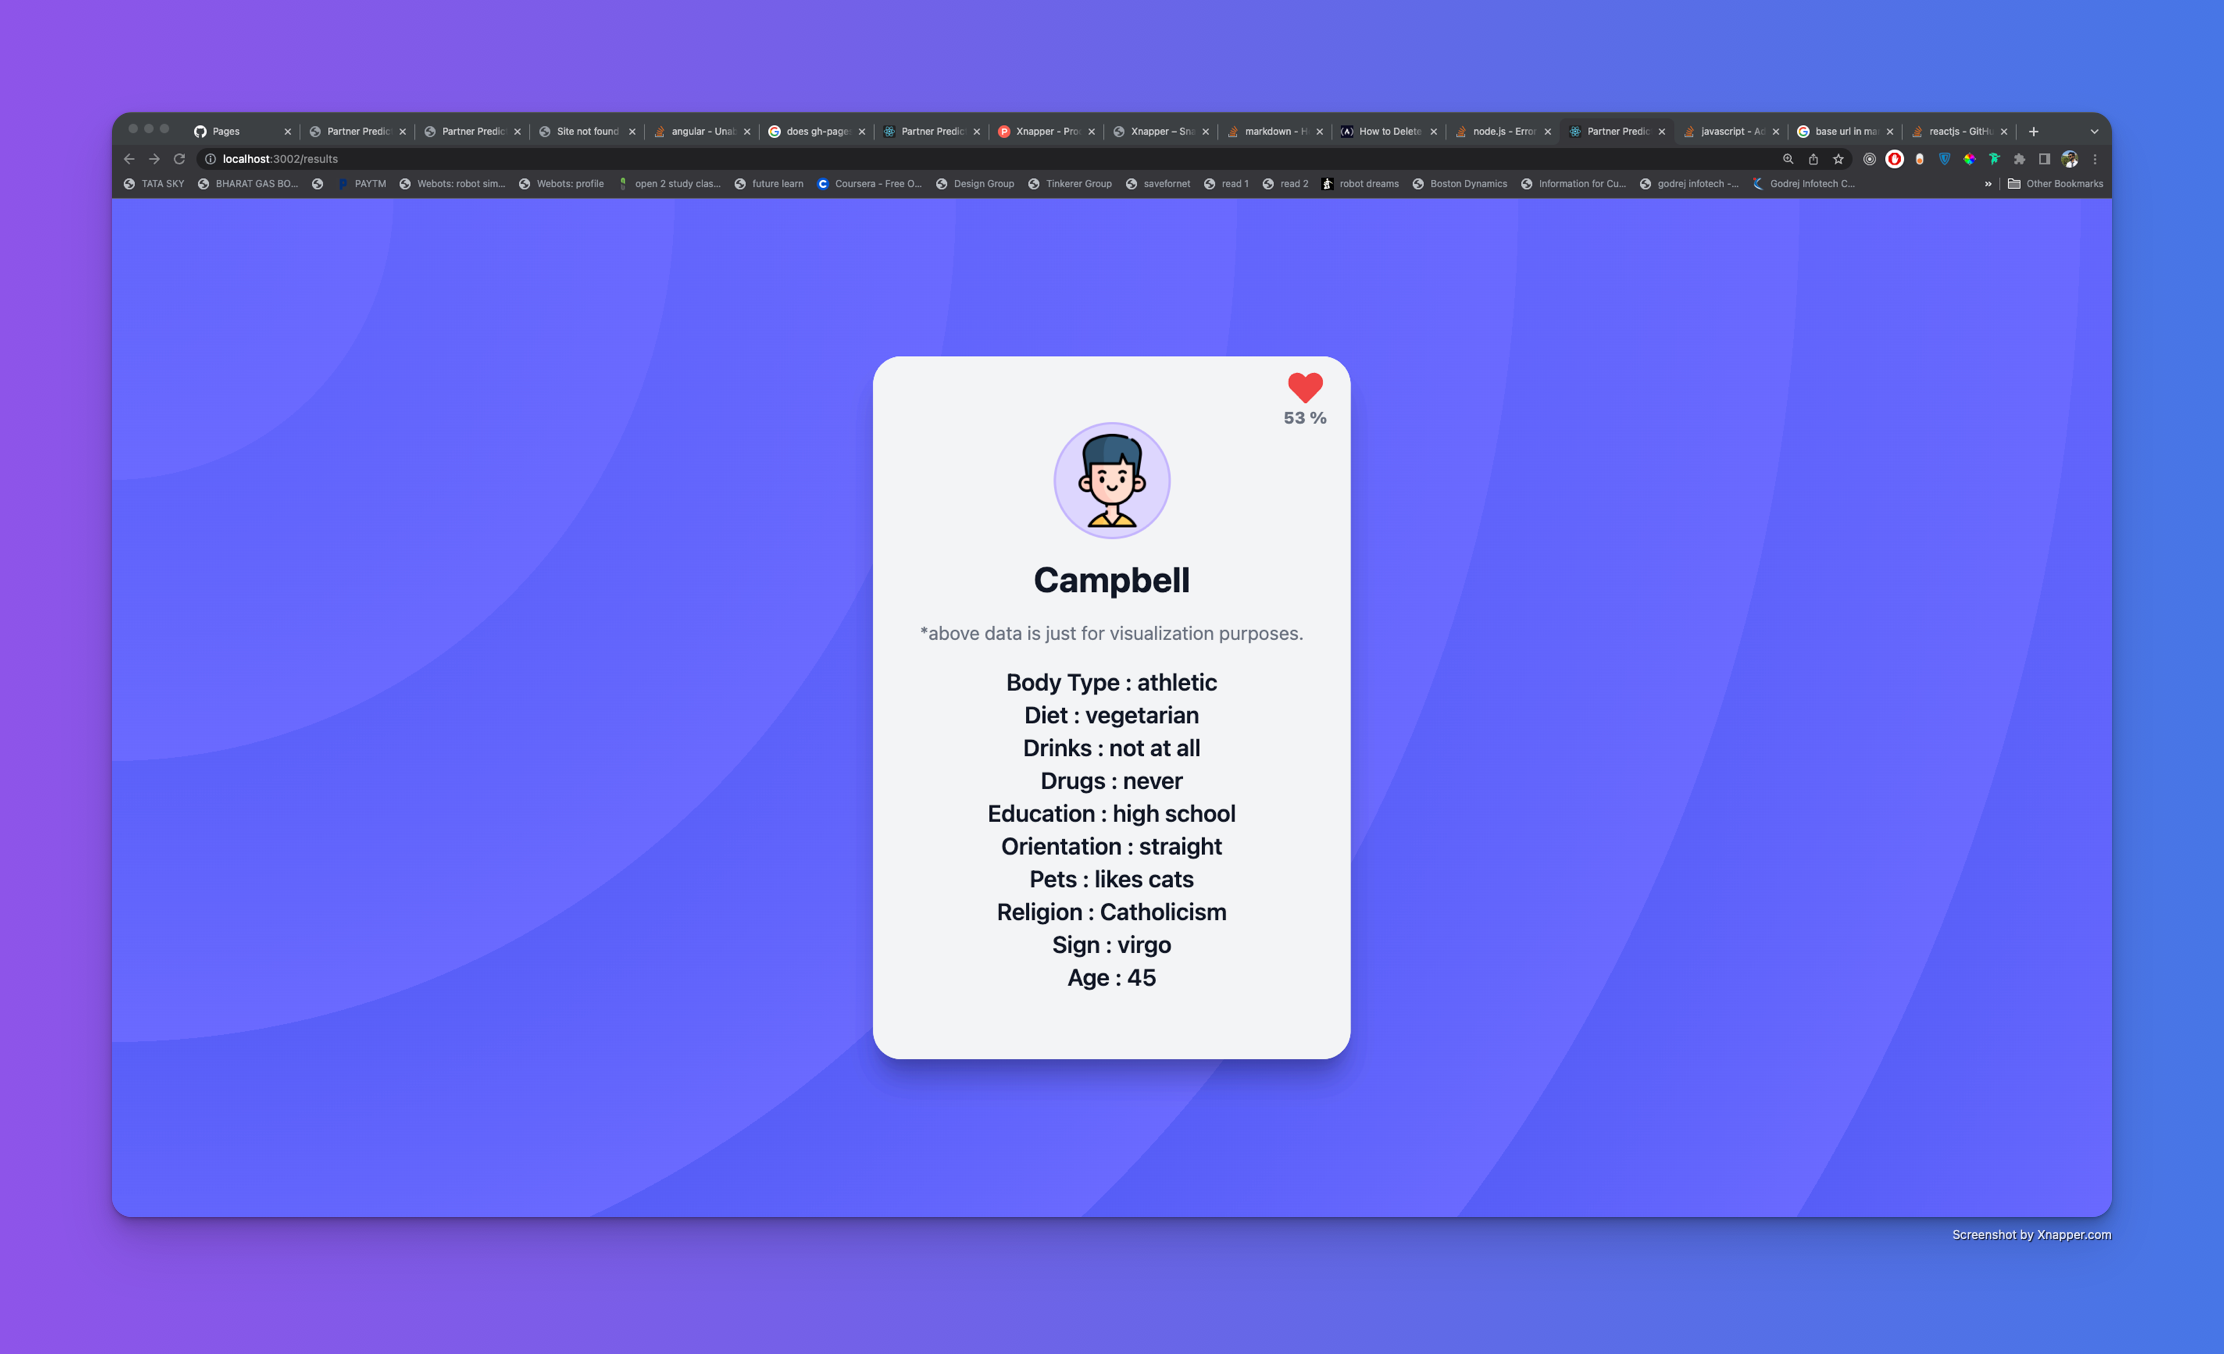 Pages
Partner Predic
Partner Predic
Site not found
angular - Unab
does gh-page
Partner Predic
Xnapper - Pro
Xnapper – Sna
markdown - H
How to Delete
node.js - Error
Partner Predic
javascript - Ad
base url in ma
reactjs - GitHu
localhost:3002/results
TATA SKY
BHARAT GAS BO...
PAYTM
Webots: robot sim...
Webots: profile
open 2 study clas...
future learn
Coursera - Free O...
Design Group
Tinkerer Group
savefornet
read 1
read 2
robot dreams
Boston Dynamics
Information for Cu...
godrej infotech -...
Godrej Infotech C...
»
Other Bookmarks
53 %
Campbell
*above data is just for visualization purposes.
Body Type : athletic
Diet : vegetarian
Drinks : not at all
Drugs : never
Education : high school
Orientation : straight
Pets : likes cats
Religion : Catholicism
Sign : virgo
Age : 45
Screenshot by Xnapper.com